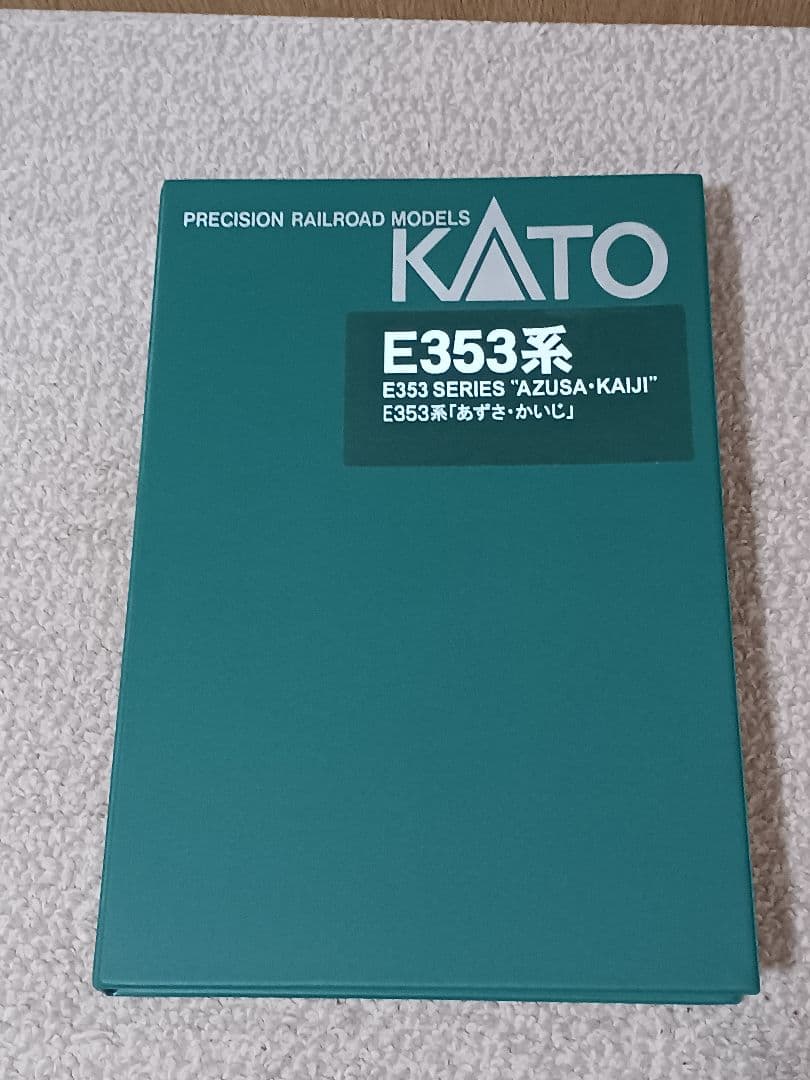 PRECISION RAILROAD MODELS
KATO
E353系
E353 SERIES "AZUSA・KAIJI"
E353系「あずさ・かいじ」